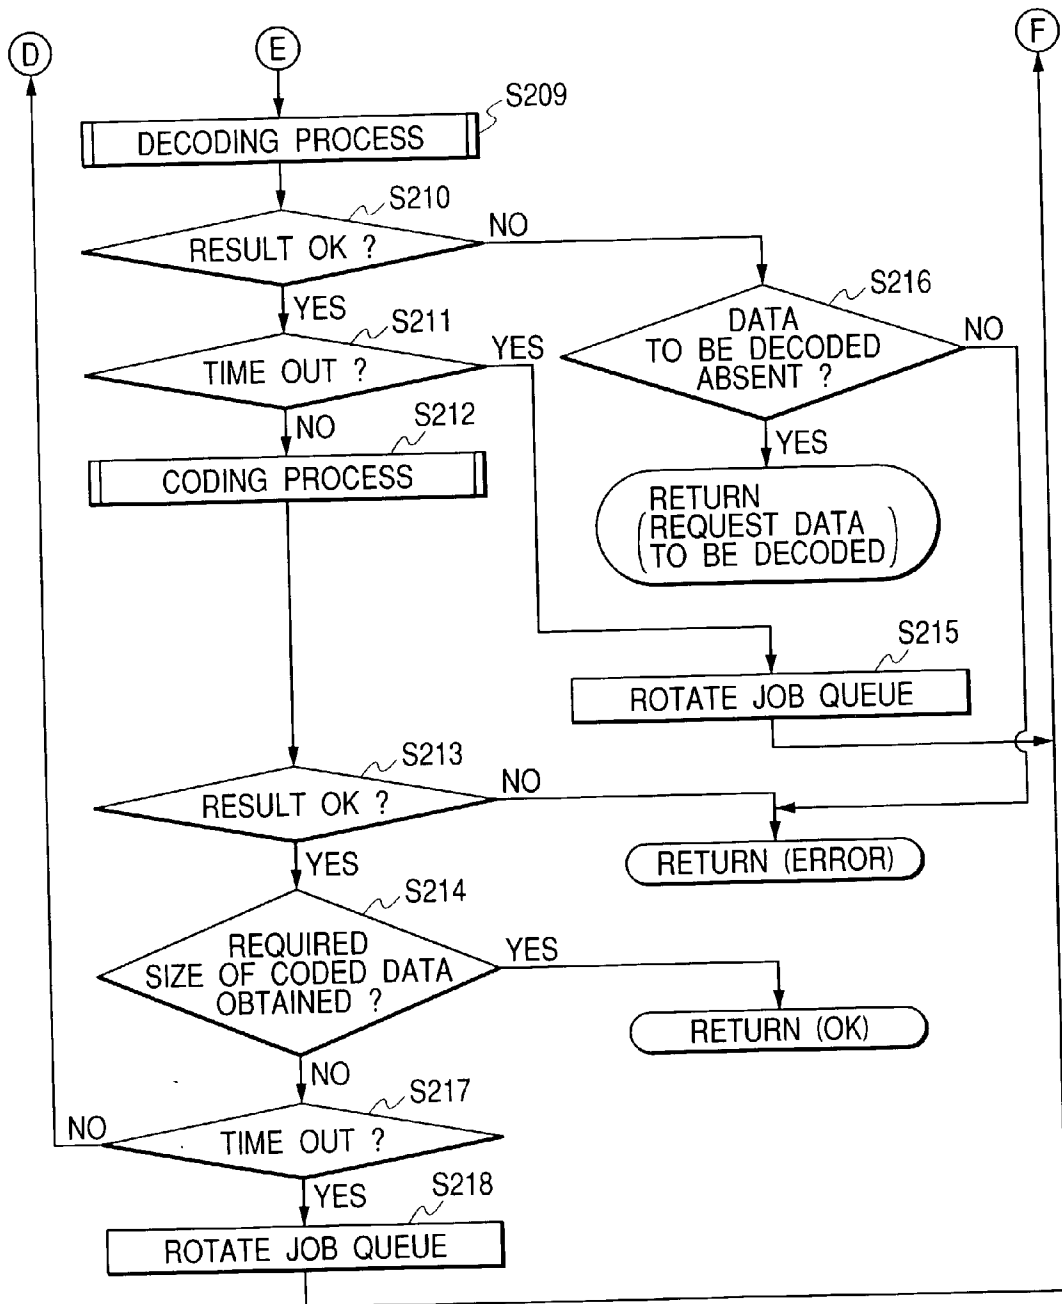 D
E
F
S209
DECODING PROCESS
S210
RESULT OK ?
NO
YES
S216
DATA
TO BE DECODED
ABSENT ?
NO
YES
S211
TIME OUT ?
YES
NO
S212
CODING PROCESS
RETURN
(REQUEST DATA
TO BE DECODED)
S215
ROTATE JOB QUEUE
S213
RESULT OK ?
NO
YES
RETURN (ERROR)
S214
REQUIRED
SIZE OF CODED DATA
OBTAINED ?
YES
NO
RETURN (OK)
S217
NO
TIME OUT ?
YES
S218
ROTATE JOB QUEUE